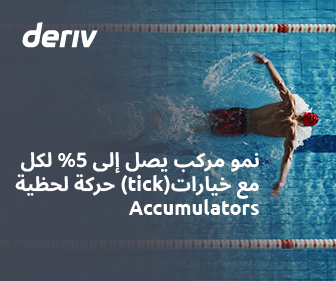 deriv
نمو مركب يصل إلى 5% لكل
حركة لحظية (tick)مع خيارات
Accumulators